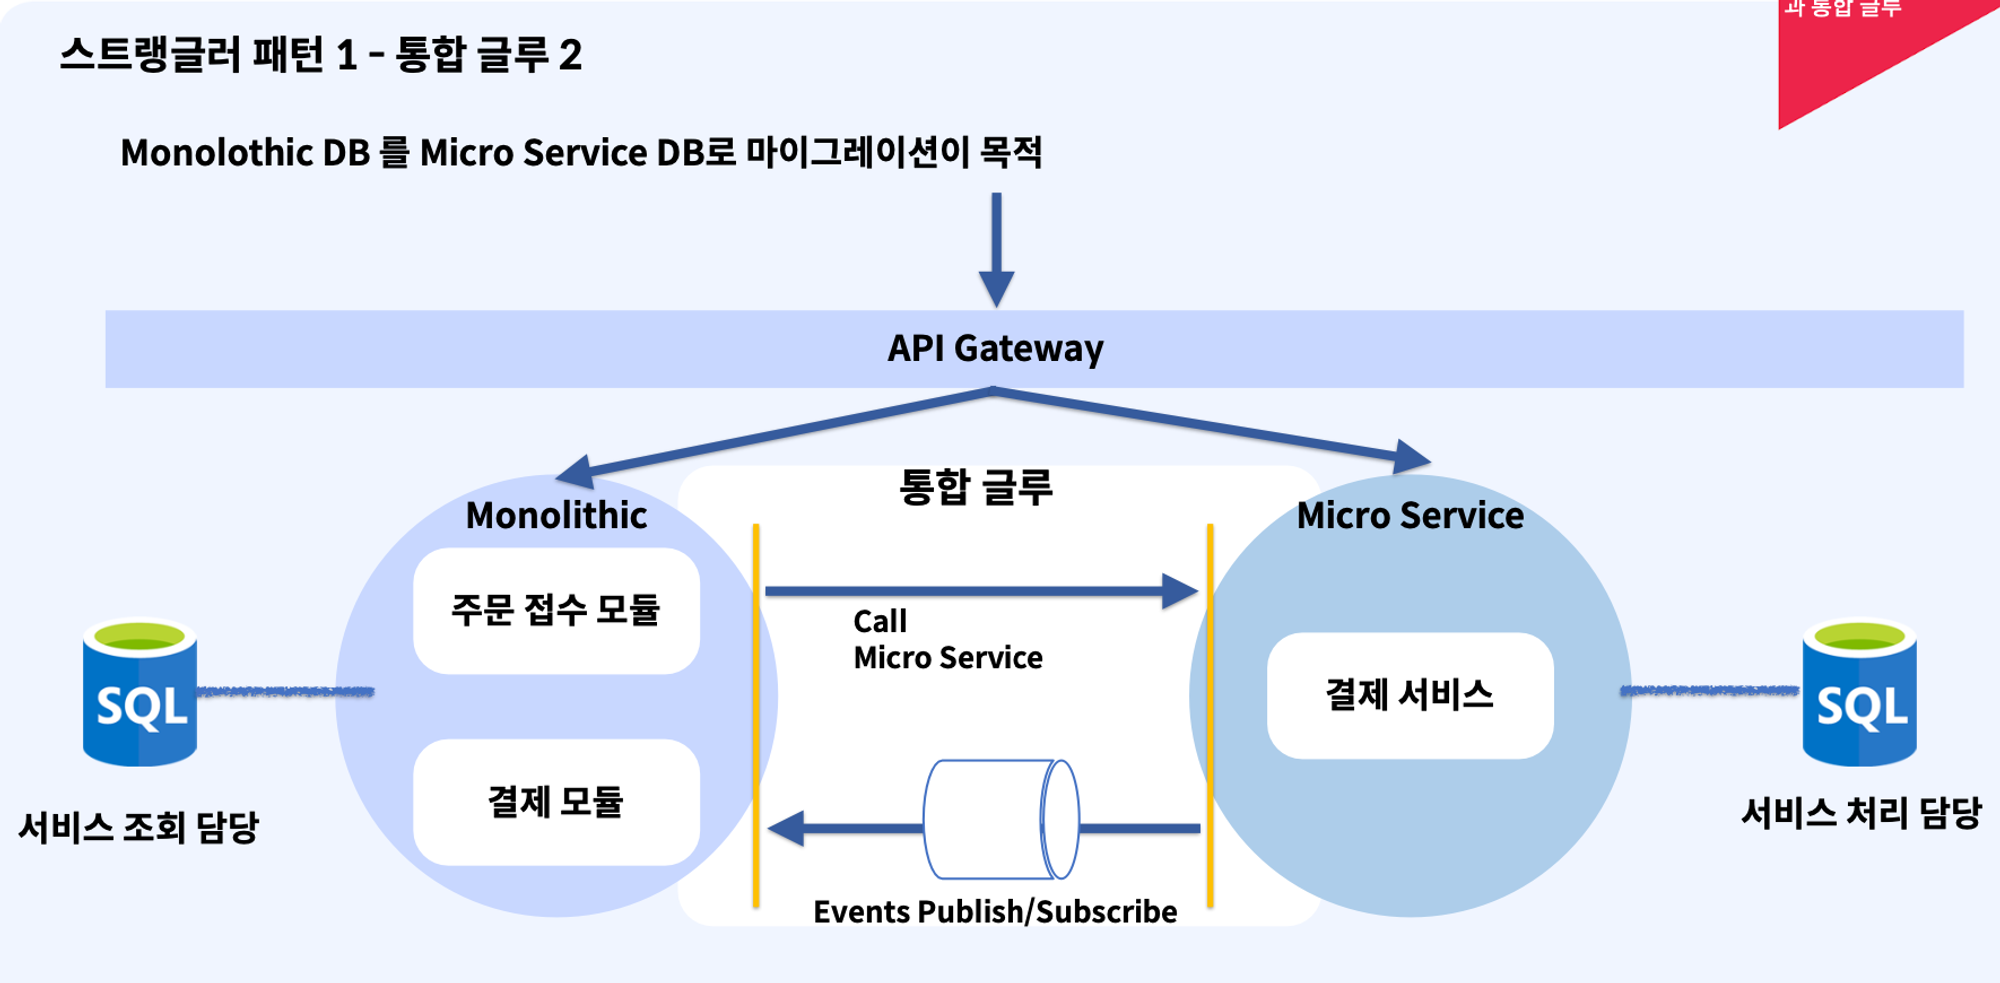 과 통합 글루
스트랭글러 패턴 1 - 통합 글루 2
Monolothic DB 를 Micro Service DB로 마이그레이션이 목적
API Gateway
통합 글루
Monolithic
Micro Service
주문 접수 모듈
Call
Micro Service
결제 서비스
SQL
SQL
결제 모듈
서비스 조회 담당
서비스 처리 담당
Events Publish/Subscribe